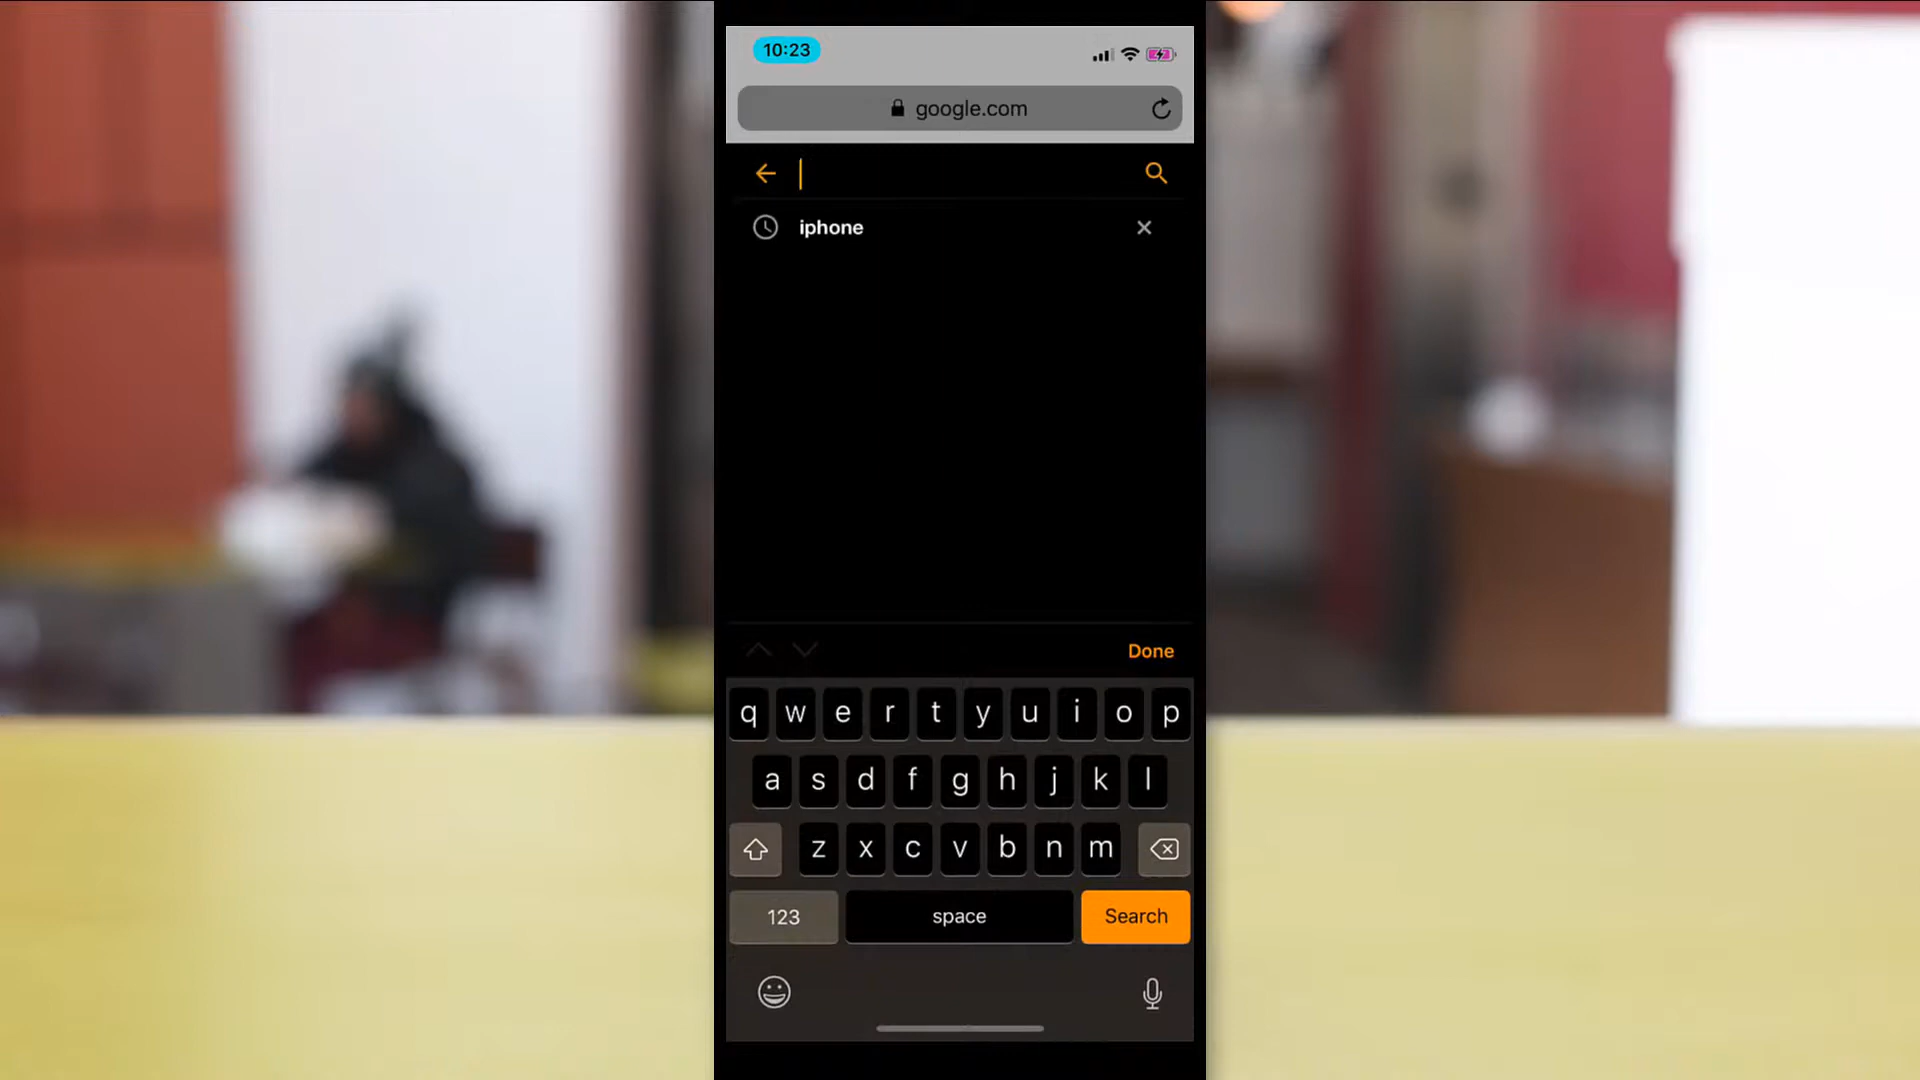 10:23
google.com
iphone
Done
q w e r t y u i o p
a s d f g h j k l
z x c v b n m
123 space Search